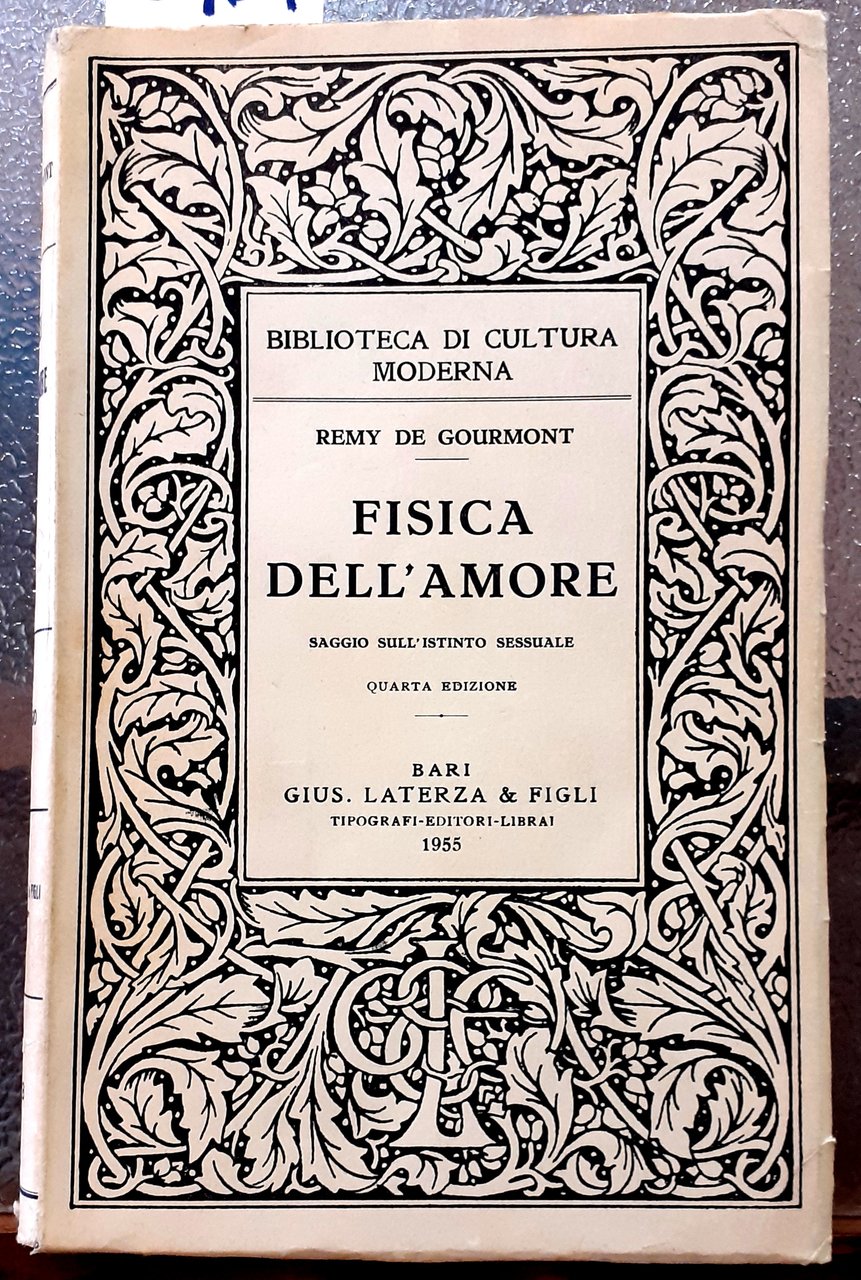 BIBLIOTECA DI CULTURA
MODERNA
REMY DE GOURMONT
FISICA
DELL'AMORE
SAGGIO SULL'ISTINTO SESSUALE
QUARTA EDIZIONE
BARI
GIUS. LATERZA & FIGLI
TIPOGRAFI-EDITORI-LIBRAI
1955